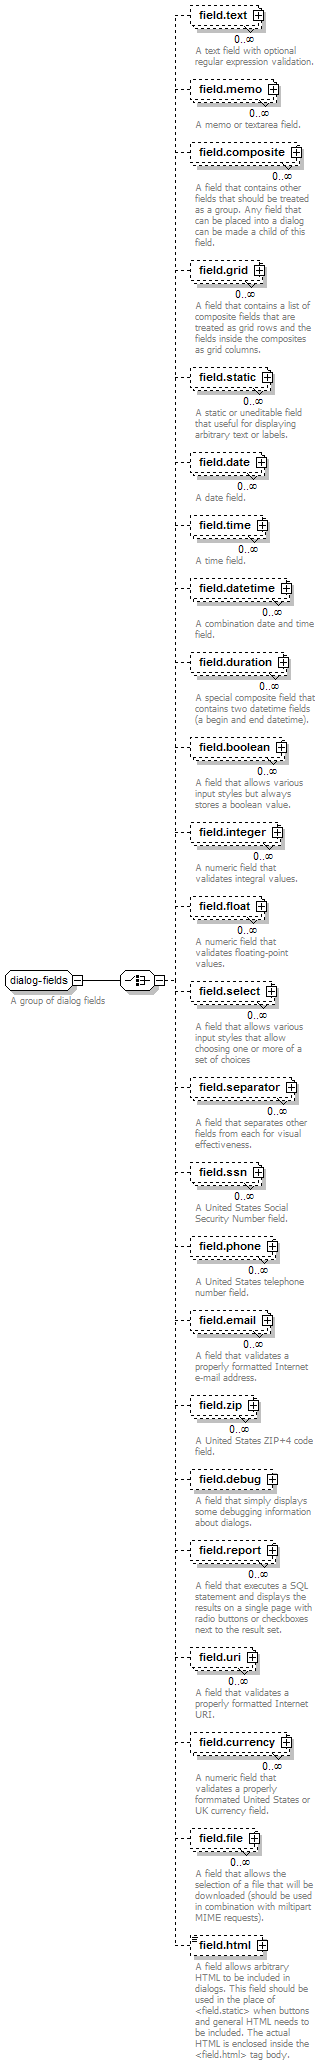 field.text
0..∞
A text field with optional
regular expression validation.
field.memo
0..∞
A memo or textarea field.
field.composite
0..∞
A field that contains other
fields that should be treated
as a group. Any field that
can be placed into a dialog
can be made a child of this
field.
field.grid
0..∞
A field that contains a list of
composite fields that are
treated as grid rows and the
fields inside the composites
as grid columns.
field.static
0..∞
A static or uneditable field
that useful for displaying
arbitrary text or labels.
field.date
0..∞
A date field.
field.time
0..∞
A time field.
field.datetime
0..∞
A combination date and time
field.
field.duration
0..∞
A special composite field that
contains two datetime fields
(a begin and end datetime).
field.boolean
0..∞
A field that allows various
input styles but always
stores a boolean value.
field.integer
0..∞
A numeric field that
validates integral values.
field.float
0..∞
A numeric field that
validates floating-point
values.
dialog-fields
A group of dialog fields
field.select
0..∞
A field that allows various
input styles that allow
choosing one or more of a
set of choices
field.separator
0..∞
A field that separates other
fields from each for visual
effectiveness.
field.ssn
0..∞
A United States Social
Security Number field.
field.phone
0..∞
A United States telephone
number field.
field.email
0..∞
A field that validates a
properly formatted Internet
e-mail address.
field.zip
0..∞
A United States ZIP+4 code
field.
field.debug
A field that simply displays
some debugging information
about dialogs.
field.report
0..∞
A field that executes a SQL
statement and displays the
results on a single page with
radio buttons or checkboxes
next to the result set.
field.uri
0..∞
A field that validates a
properly formatted Internet
URI.
field.currency
0..∞
A numeric field that
validates a properly
formmated United States or
UK currency field.
field.file
0..∞
A field that allows the
selection of a file that will be
downloaded (should be used
in combination with miltipart
MIME requests).
field.html
A field allows arbitrary
HTML to be included in
dialogs. This field should be
used in the place of
<field.static> when buttons
and general HTML needs to
be included. The actual
HTML is enclosed inside the
<field.html> tag body.